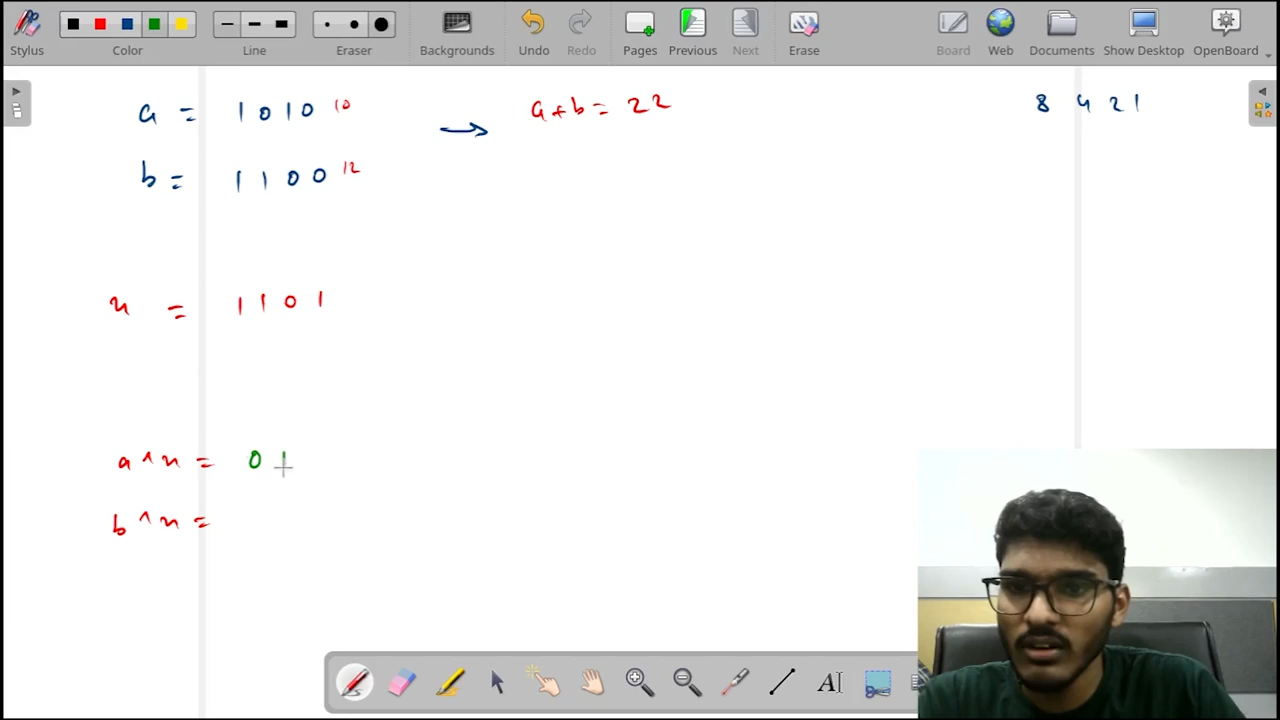 Stylus Color Line Eraser Backgrounds Undo Redo Pages Previous Next Erase Board Web Documents Show Desktop OpenBoard
a = 1010 10 → a+b = 22 8 4 2 1
b = 1100 12
x = 1101
a ^ x = 0 1
b ^ x =
AI